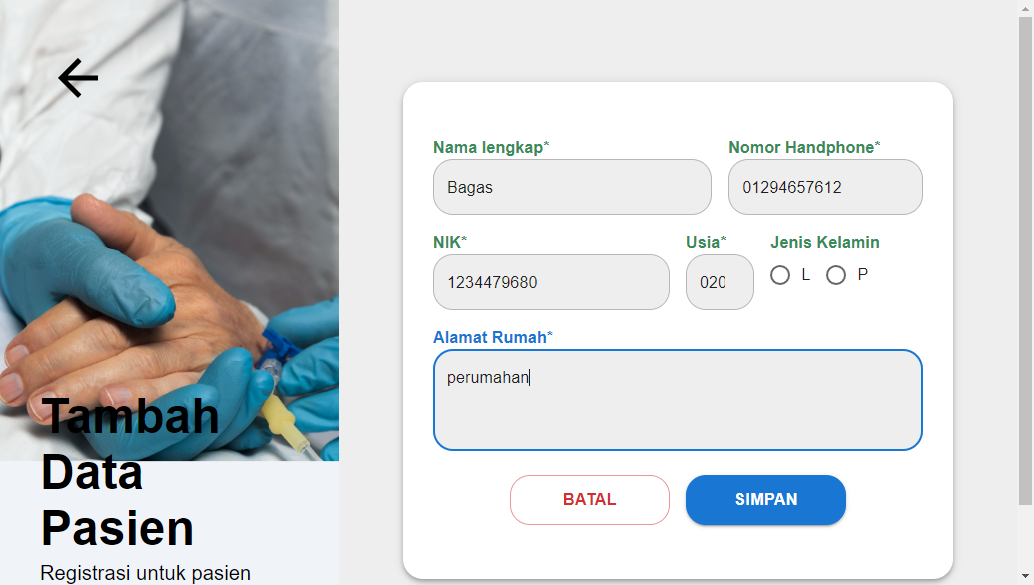 Nama lengkap*
Nomor Handphone*
Bagas
01294657612
NIK*
Usia*
Jenis Kelamin
1234479680
020
L
P
Alamat Rumah*
perumahan
BATAL
SIMPAN
Tambah
Data
Pasien
Registrasi untuk pasien